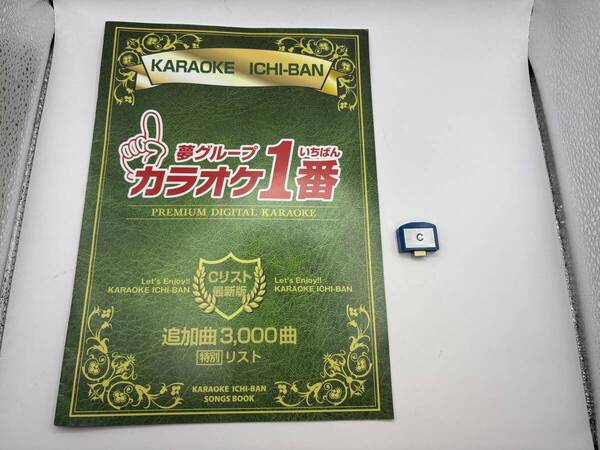 KARAOKE ICHI-BAN
夢グループ いちばん
カラオケ1番
PREMIUM DIGITAL KARAOKE
Let's Enjoy!!
KARAOKE ICHI-BAN
Cリスト
最新版
Let's Enjoy!!
KARAOKE ICHI-BAN
追加曲3,000曲
特別 リスト
KARAOKE ICHI-BAN
SONGS BOOK
C